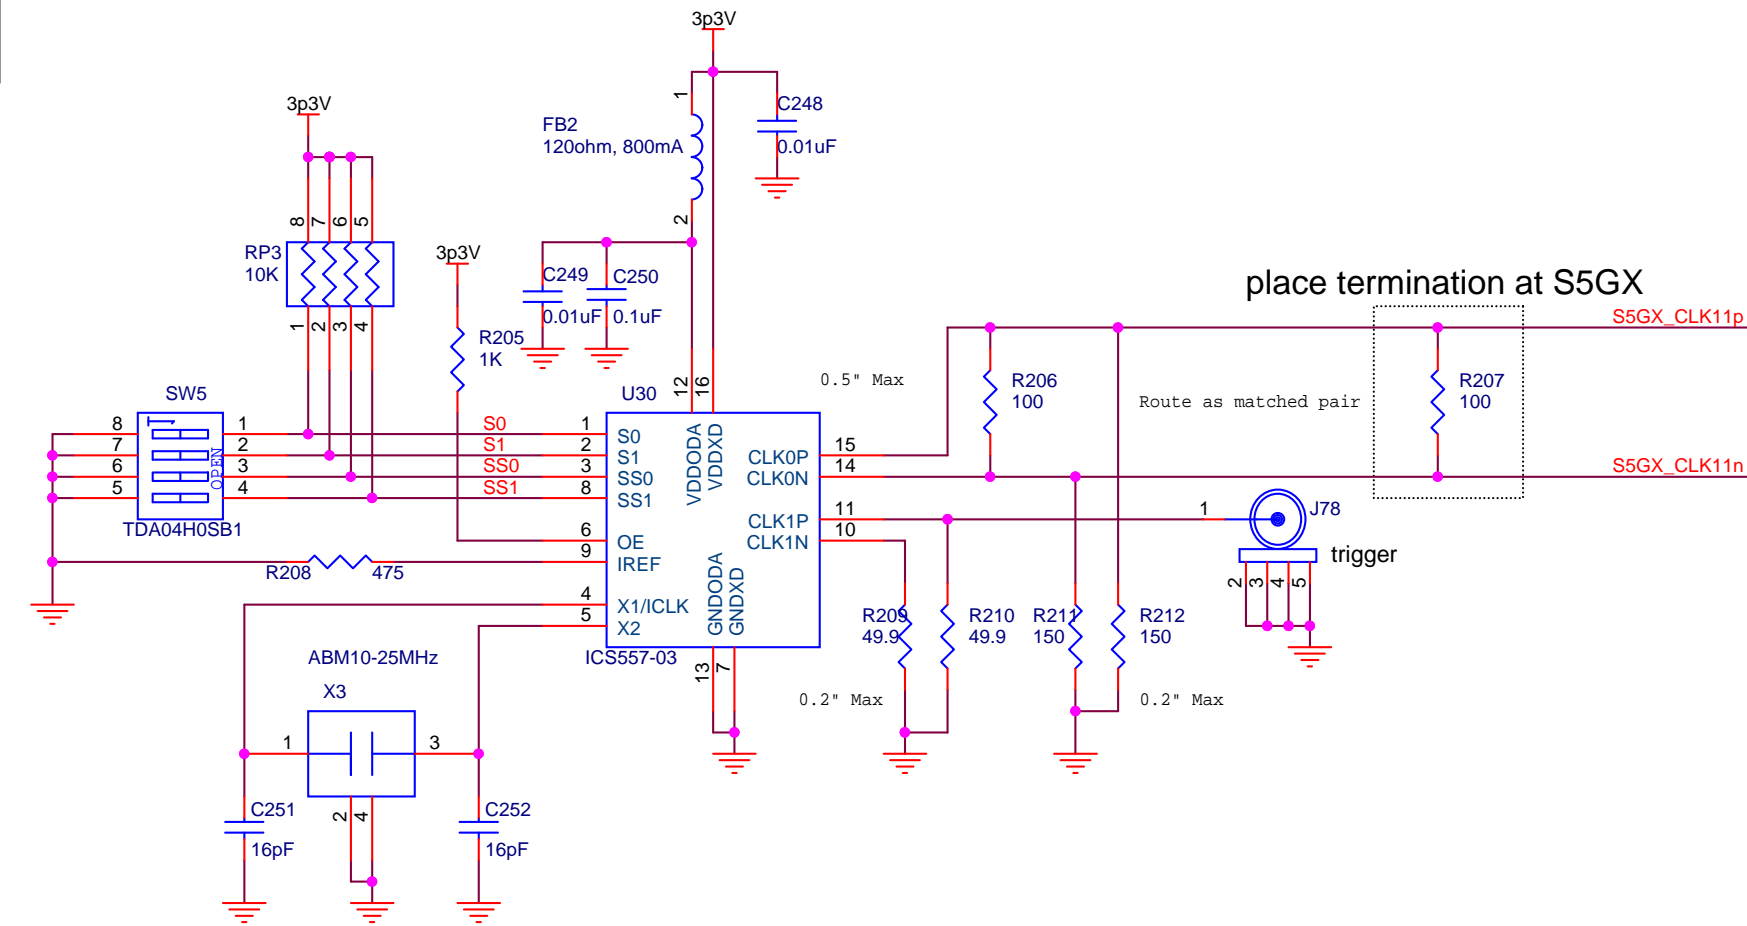 3p3V
3p3V
C248
0.01uF
FB2
120ohm, 800mA
1
2
8
7
6
5
RP3
10K
1
2
3
4
3p3V
R205
1K
C249
0.01uF
C250
0.1uF
place termination at S5GX
S5GX_CLK11p
S5GX_CLK11n
R206
100
Route as matched pair
R207
100
0.5" Max
SW5
8
7
6
5
1
2
3
4
OPEN
TDA04H0SB1
S0
S1
SS0
SS1
U30
12
16
1
2
3
8
6
9
4
5
S0
S1
SS0
SS1
OE
IREF
X1/ICLK
X2
VDDODA
VDDXD
CLK0P
CLK0N
CLK1P
CLK1N
GNDODA
GNDXD
15
14
11
10
13
7
ICS557-03
R208
475
1
J78
trigger
2
3
4
5
R209
49.9
R210
49.9
R211
150
R212
150
0.2" Max
0.2" Max
ABM10-25MHz
X3
1
3
2
4
C251
16pF
C252
16pF